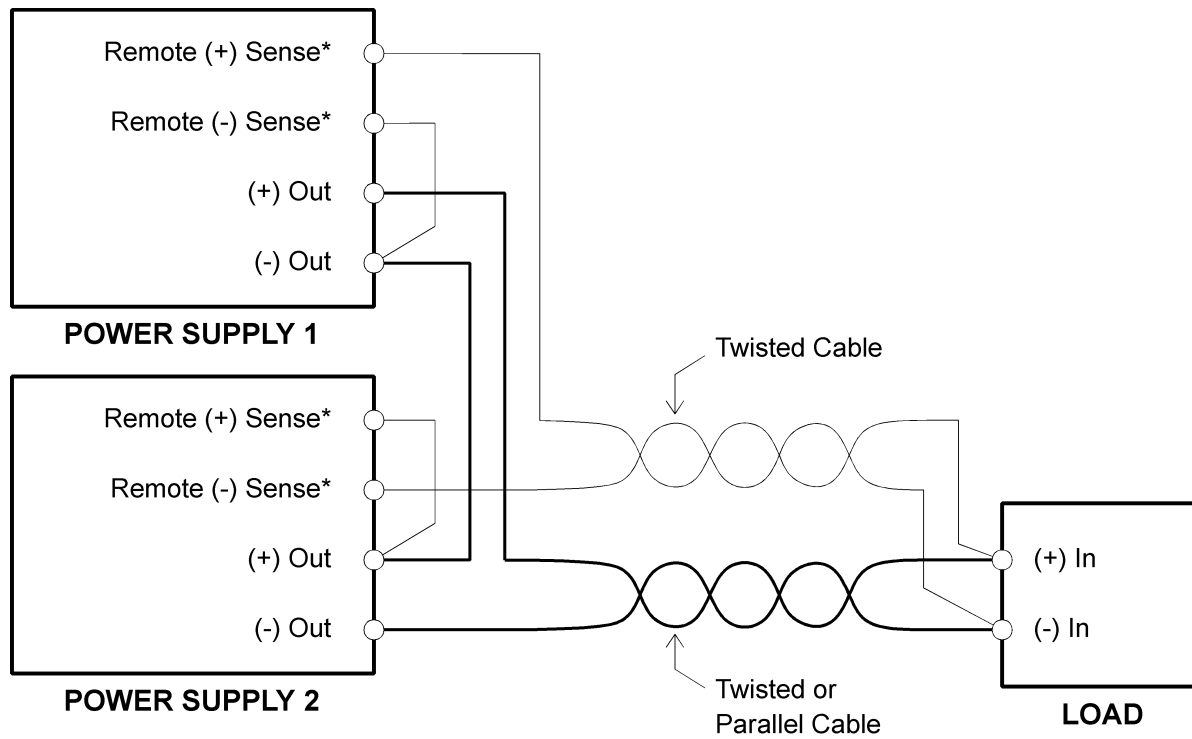 Remote (+) Sense*
Remote (-) Sense*
(+) Out
(-) Out
POWER SUPPLY 1
Twisted Cable
Remote (+) Sense*
Remote (-) Sense*
(+) Out
(-) Out
POWER SUPPLY 2
Twisted or
Parallel Cable
(+) In
(-) In
LOAD